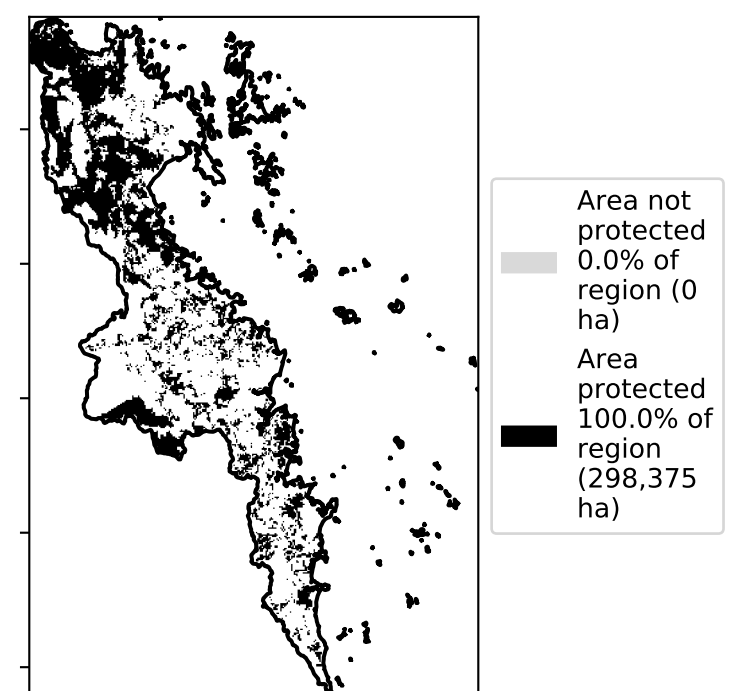 Area not
protected
0.0% of
region (0
ha)
Area
protected
100.0% of
region
(298,375
ha)